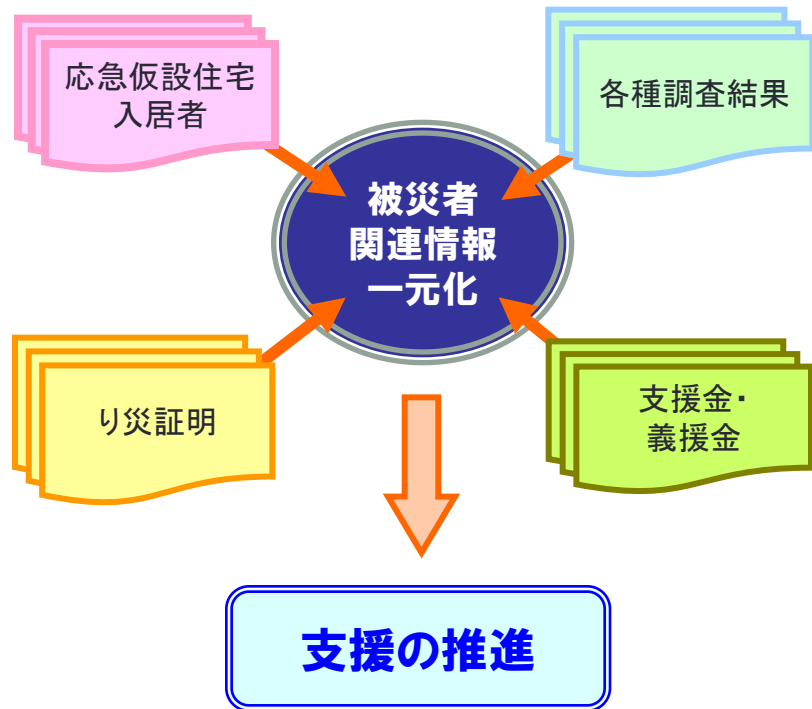 応急仮設住宅
入居者
各種調査結果
被災者
関連情報
一元化
り災証明
支援金・
義援金
支援の推進